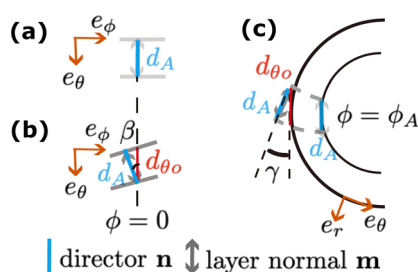 (a) e_ϕ
d_A
e_θ
(b) e_ϕ β
d_A d_θo
e_θ
ϕ = 0
(c)
d_θo
d_A ϕ = ϕ_A
d_A
γ
e_r e_θ
director n layer normal m